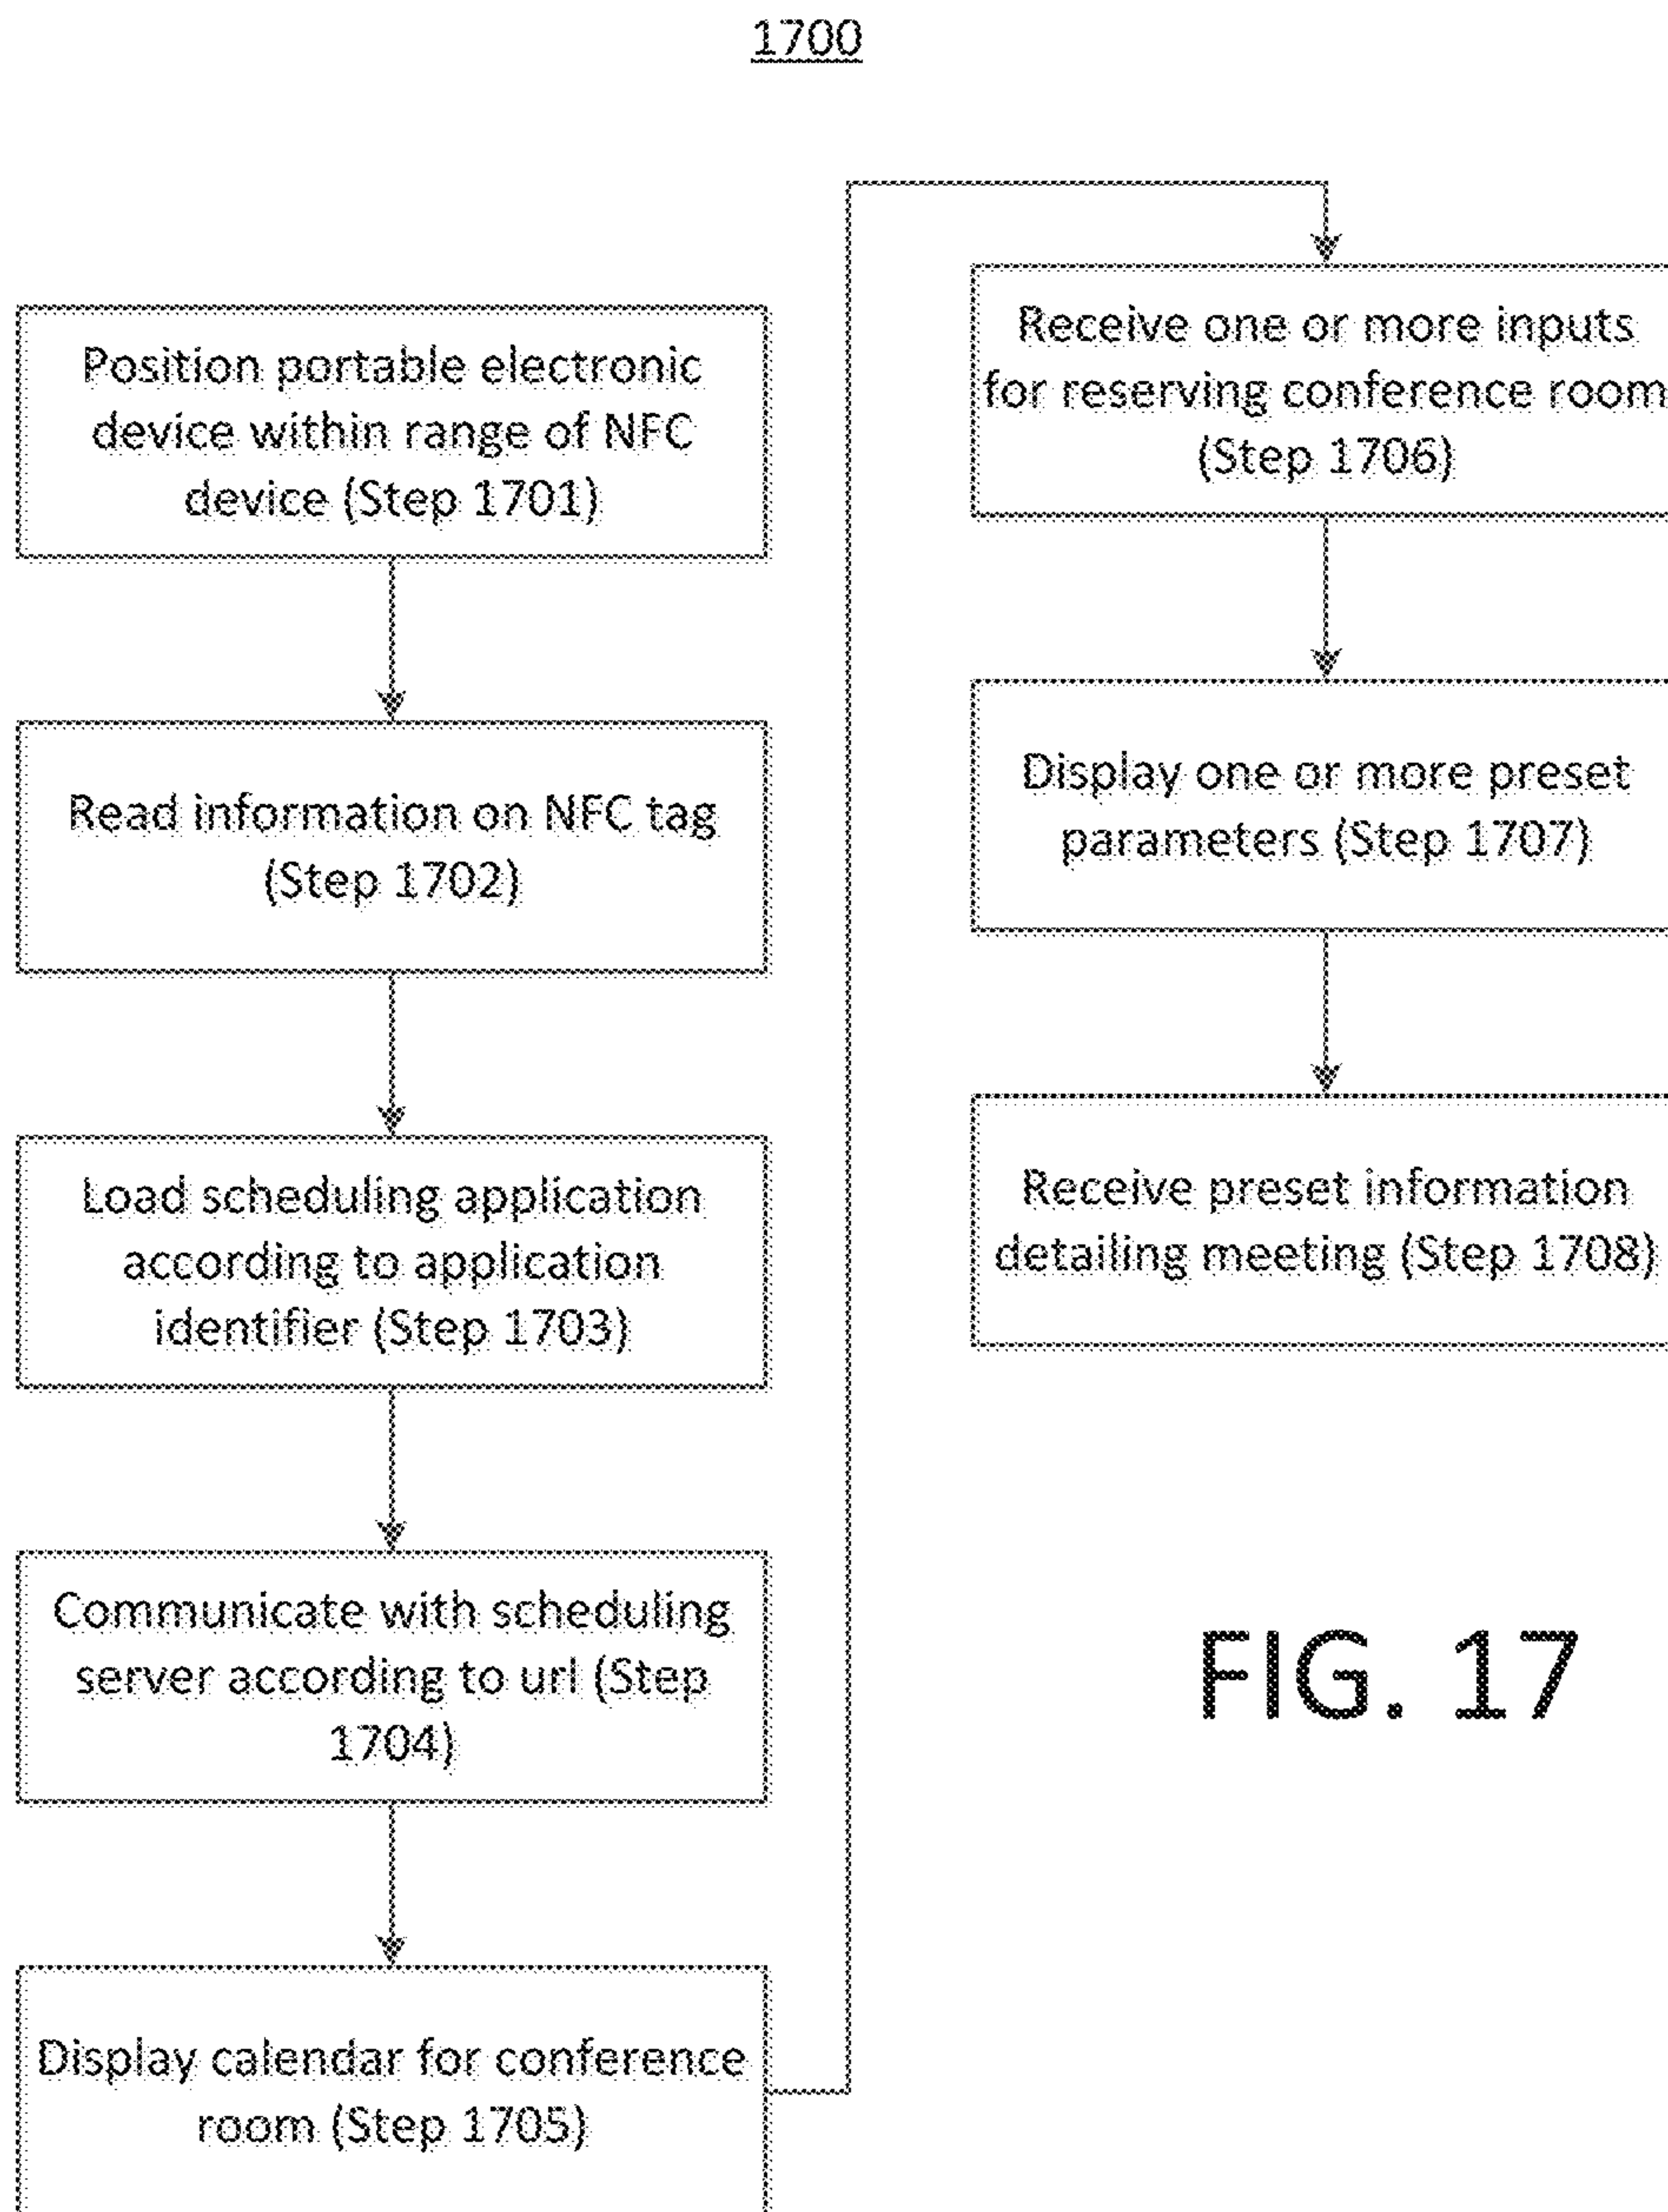 1700
Position portable electronic
device within range of NFC
device (Step 1701)
Read information on NFC tag
(Step 1702)
Load scheduling application
according to application
identifier (Step 1703)
Communicate with scheduling
server according to url (Step
1704)
Display calendar for conference
room (Step 1705)
Receive one or more inputs
for reserving conference room
(Step 1706)
Display one or more preset
parameters (Step 1707)
Receive preset information
detailing meeting (Step 1708)
FIG. 17